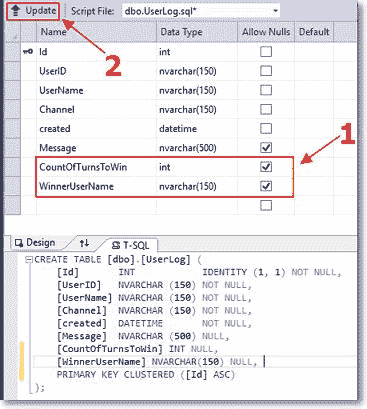 Update Script File: dbo.UserLog.sql*
2
Name Data Type Allow Nulls Default
Id int
UserID nvarchar(150)
UserName nvarchar(150)
Channel nvarchar(150)
created datetime
Message nvarchar(500)
1
CountOfTurnsToWin int
WinnerUserName nvarchar(150)
Design T-SQL
CREATE TABLE [dbo].[UserLog] (
[Id] INT IDENTITY (1, 1) NOT NULL,
[UserID] NVARCHAR (150) NOT NULL,
[UserName] NVARCHAR (150) NOT NULL,
[Channel] NVARCHAR (150) NOT NULL,
[created] DATETIME NOT NULL,
[Message] NVARCHAR (500) NULL,
[CountOfTurnsToWin] INT NULL,
[WinnerUserName] NVARCHAR(150) NULL,
PRIMARY KEY CLUSTERED ([Id] ASC)
);